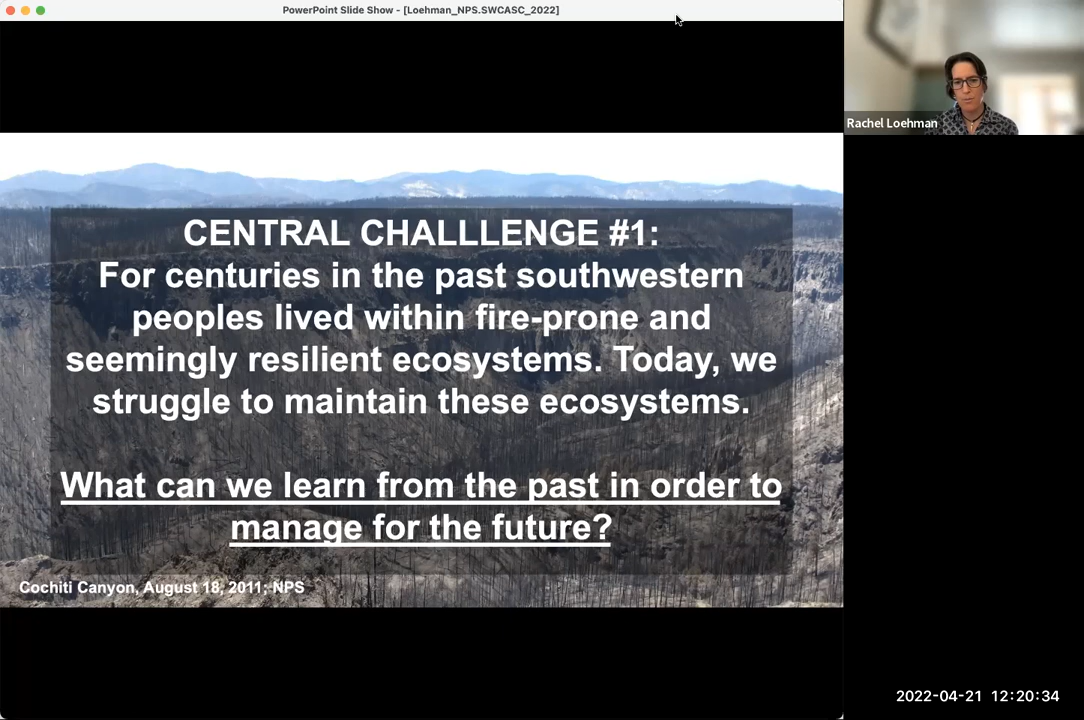 PowerPoint Slide Show - [Loehman_NPS.SWCASC_2022]
Rachel Loehman
CENTRAL CHALLLENGE #1:
For centuries in the past southwestern
peoples lived within fire-prone and
seemingly resilient ecosystems. Today, we
struggle to maintain these ecosystems.
What can we learn from the past in order to
manage for the future?
Cochiti Canyon, August 18, 2011; NPS
2022-04-21 12:20:34